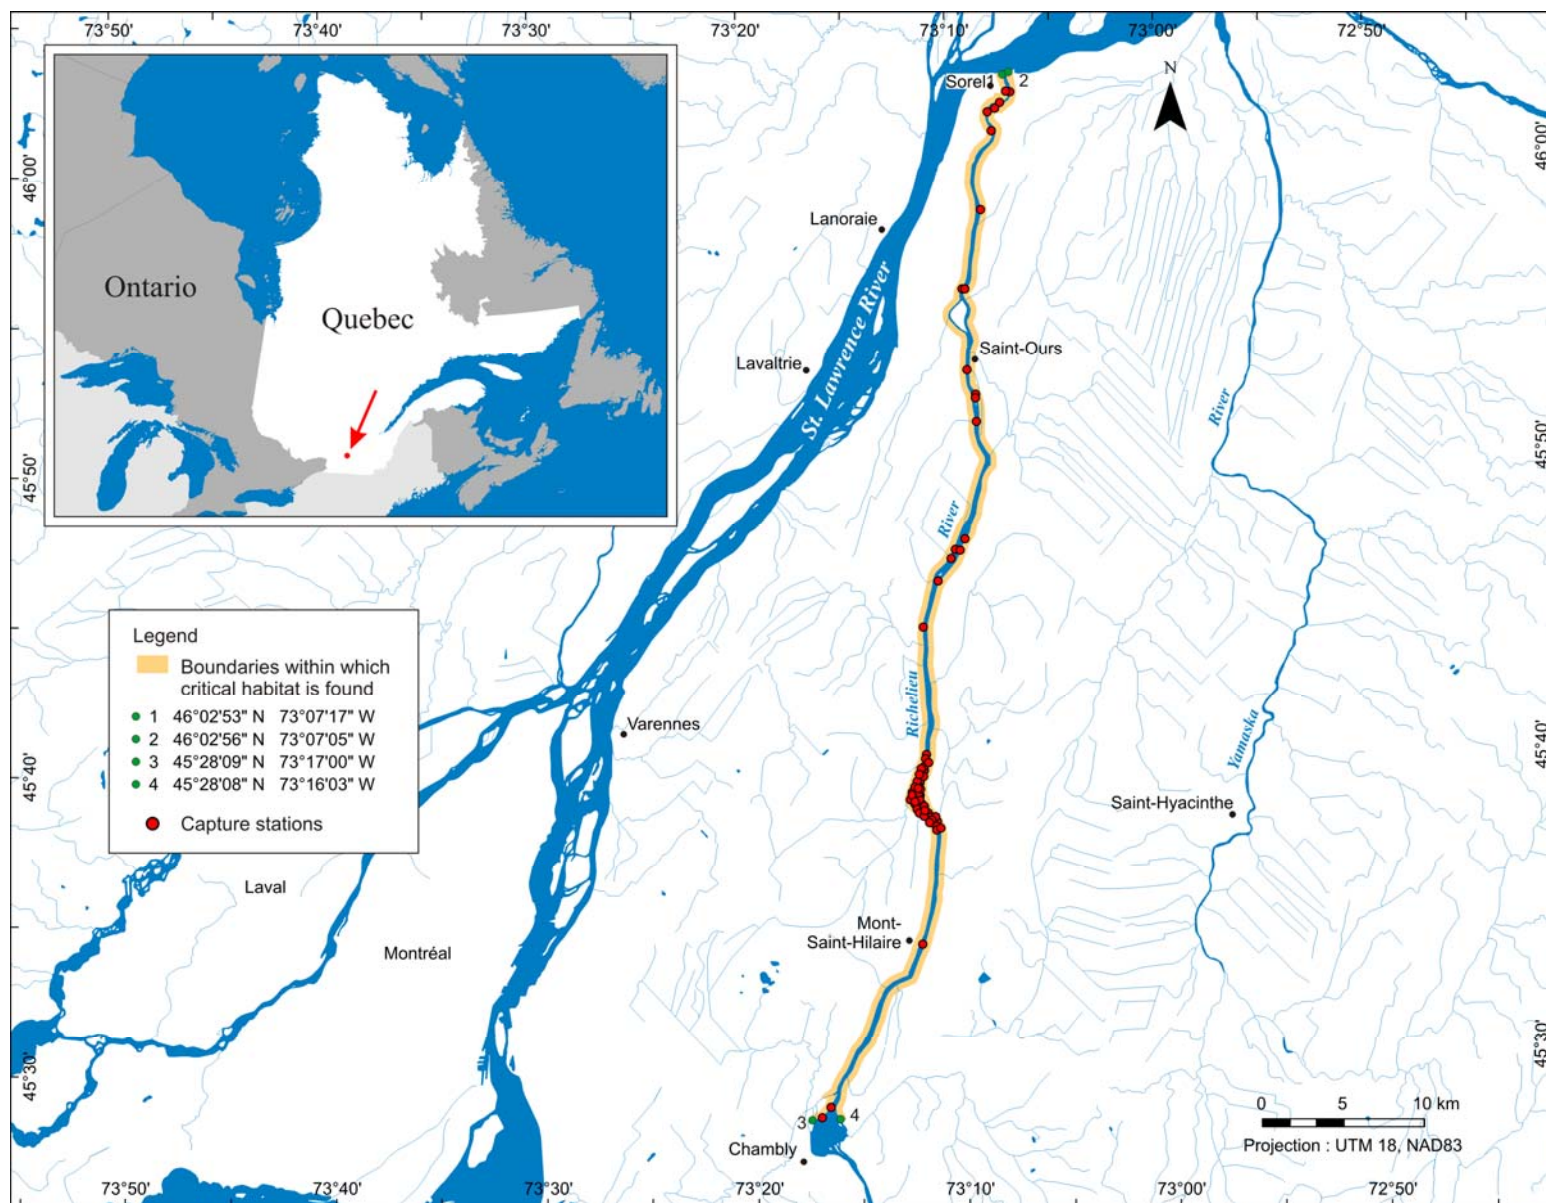 73°50'
73°40'
73°30'
73°20'
73°10'
73°00'
72°50'
46°00'
45°50'
45°40'
45°30'
46°00'
45°50'
45°40'
45°30'
Ontario
Quebec
N
Sorel
1
2
Lanoraie
Lavaltrie
St. Lawrence River
Saint-Ours
River
River
Richelieu
Yamaska
Varennes
Saint-Hyacinthe
Laval
Montréal
Mont-
Saint-Hilaire
3
4
Chambly
Legend
Boundaries within which
critical habitat is found
1 46°02'53" N 73°07'17" W
2 46°02'56" N 73°07'05" W
3 45°28'09" N 73°17'00" W
4 45°28'08" N 73°16'03" W
Capture stations
0 5 10 km
Projection : UTM 18, NAD83
73°50'
73°40'
73°30'
73°20'
73°10'
73°00'
72°50'